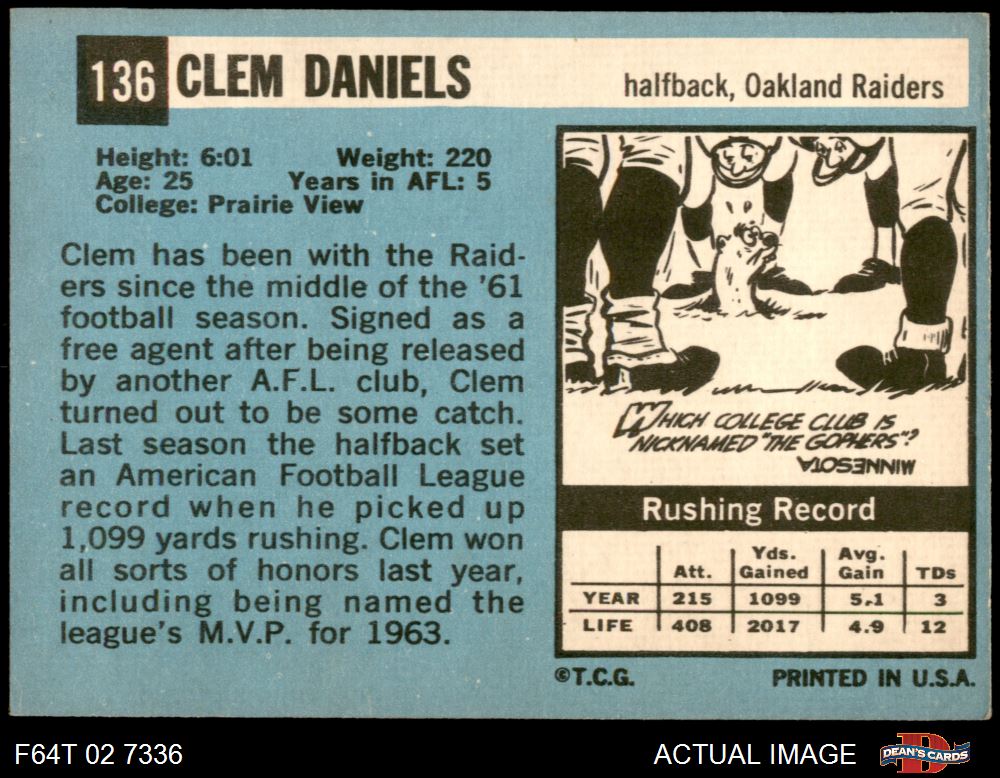 136 CLEM DANIELS
halfback, Oakland Raiders
Height: 6:01 Weight: 220
Age: 25 Years in AFL: 5
College: Prairie View
Clem has been with the Raid-
ers since the middle of the '61
football season. Signed as a
free agent after being released
by another A.F.L. club, Clem
turned out to be some catch.
Last season the halfback set
an American Football League
record when he picked up
1,099 yards rushing. Clem won
all sorts of honors last year,
including being named the
league's M.V.P. for 1963.
WHICH COLLEGE CLUB IS
NICKNAMED "THE GOPHERS"?
MINNESOTA
Rushing Record
Att. Yds. Gained Avg. Gain TDs
YEAR 215 1099 5.1 3
LIFE 408 2017 4.9 12
©T.C.G. PRINTED IN U.S.A.
F64T 02 7336 ACTUAL IMAGE DEAN'S CARDS